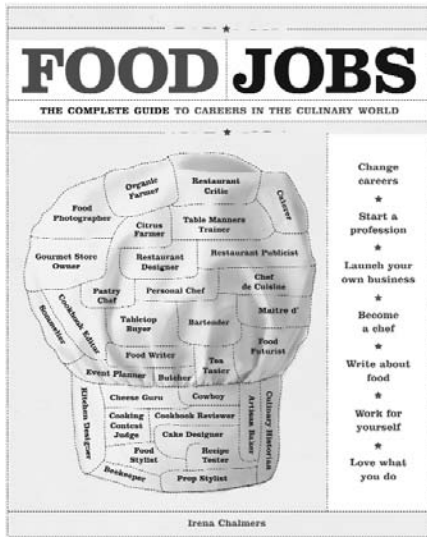 FOOD JOBS
THE COMPLETE GUIDE TO CAREERS IN THE CULINARY WORLD
Food
Photographer
Organic
Farmer
Restaurant
Critic
Caterer
Citrus
Farmer
Table Manners
Trainer
Gourmet Store
Owner
Restaurant
Designer
Restaurant Publicist
Pastry
Chef
Personal Chef
Chef
de Cuisine
Sommelier
Cookbook Editor
Tabletop
Buyer
Bartender
Maitre d'
Food Writer
Tea
Taster
Food
Futurist
Event Planner
Butcher
Kitchen Designer
Cheese Guru
Cowboy
Artisan Baker
Culinary Historian
Cooking
Contest
Judge
Cookbook Reviewer
Cake Designer
Food
Stylist
Recipe
Tester
Beekeeper
Prop Stylist
Change
careers
Start a
profession
Launch your
own business
Become
a chef
Write about
food
Work for
yourself
Love what
you do
Irena Chalmers